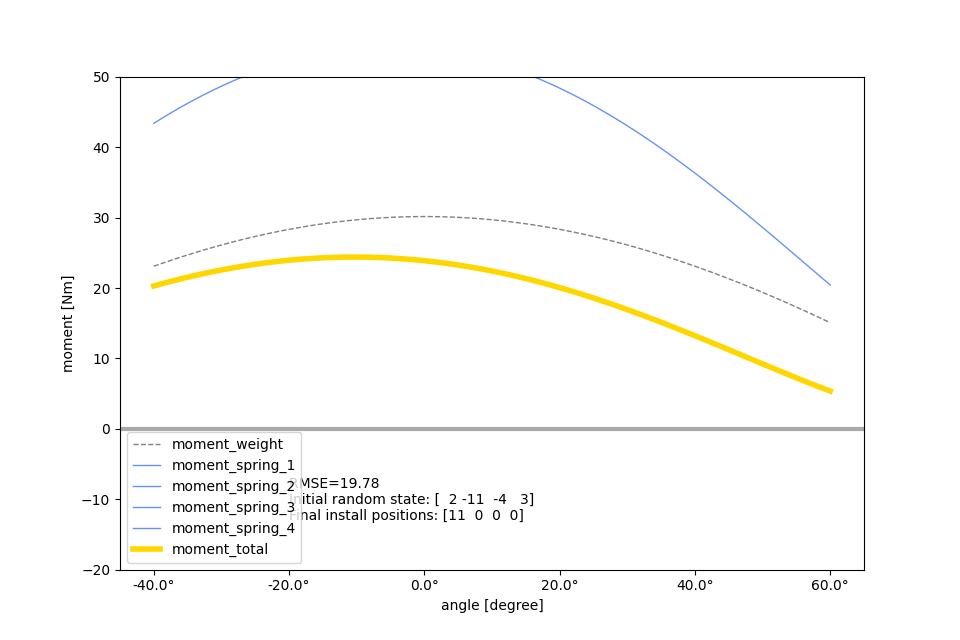 50
40
30
20
10
0
−10
−20
moment [Nm]
moment_weight
moment_spring_1
moment_spring_2
moment_spring_3
moment_spring_4
moment_total
RMSE=19.78
Initial random state: [  2 -11  -4   3]
Final install positions: [11  0  0  0]
-40.0° -20.0° 0.0° 20.0° 40.0° 60.0°
angle [degree]